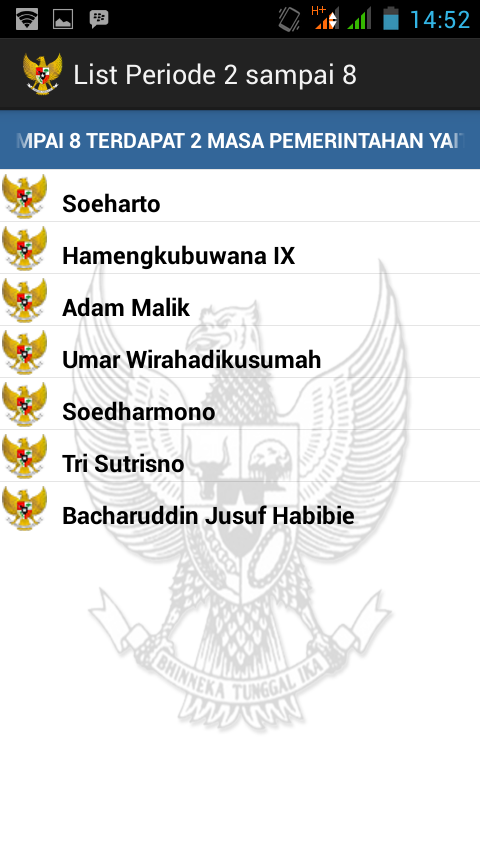 H+
14:52
List Periode 2 sampai 8
MPAI 8 TERDAPAT 2 MASA PEMERINTAHAN YAIT
Soeharto
Hamengkubuwana IX
Adam Malik
Umar Wirahadikusumah
Soedharmono
Tri Sutrisno
Bacharuddin Jusuf Habibie
BHINNEKA TUNGGAL IKA